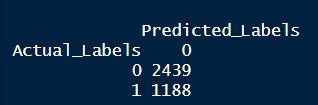 Predicted_Labels
Actual_Labels 0
0 2439
1 1188